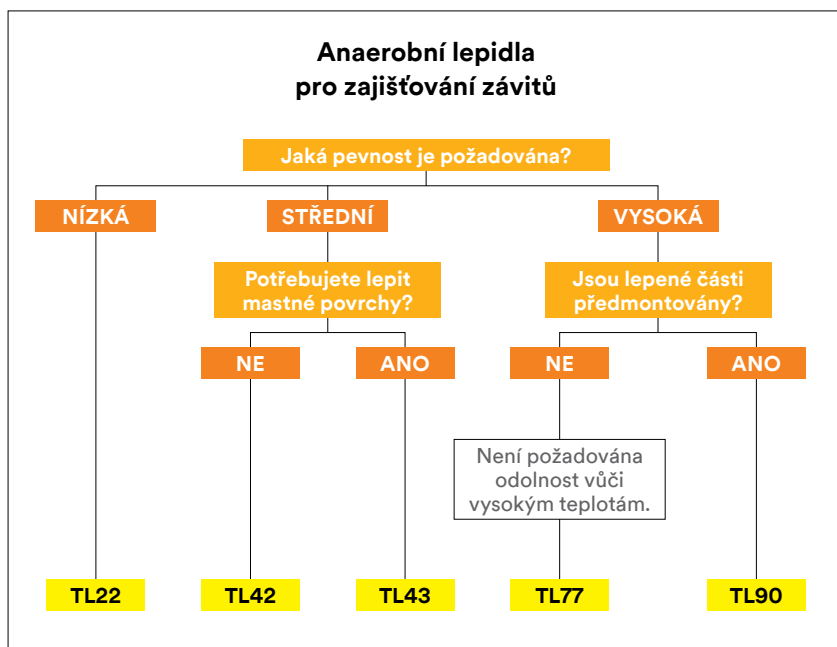 Anaerobní lepidla
pro zajišťování závitů
Jaká pevnost je požadována?
NÍZKÁ
STŘEDNÍ
VYSOKÁ
Potřebujete lepit
mastné povrchy?
Jsou lepené části
předmontovány?
NE
ANO
NE
ANO
Není požadována
odolnost vůči
vysokým teplotám.
TL22
TL42
TL43
TL77
TL90